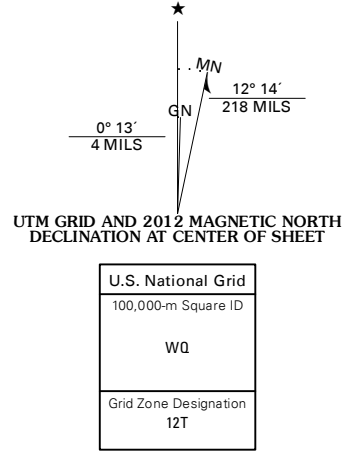 ★
MN
GN
12° 14´
218 MILS
0° 13´
4 MILS
UTM GRID AND 2012 MAGNETIC NORTH
DECLINATION AT CENTER OF SHEET
U.S. National Grid
100,000-m Square ID
WQ
Grid Zone Designation
12T